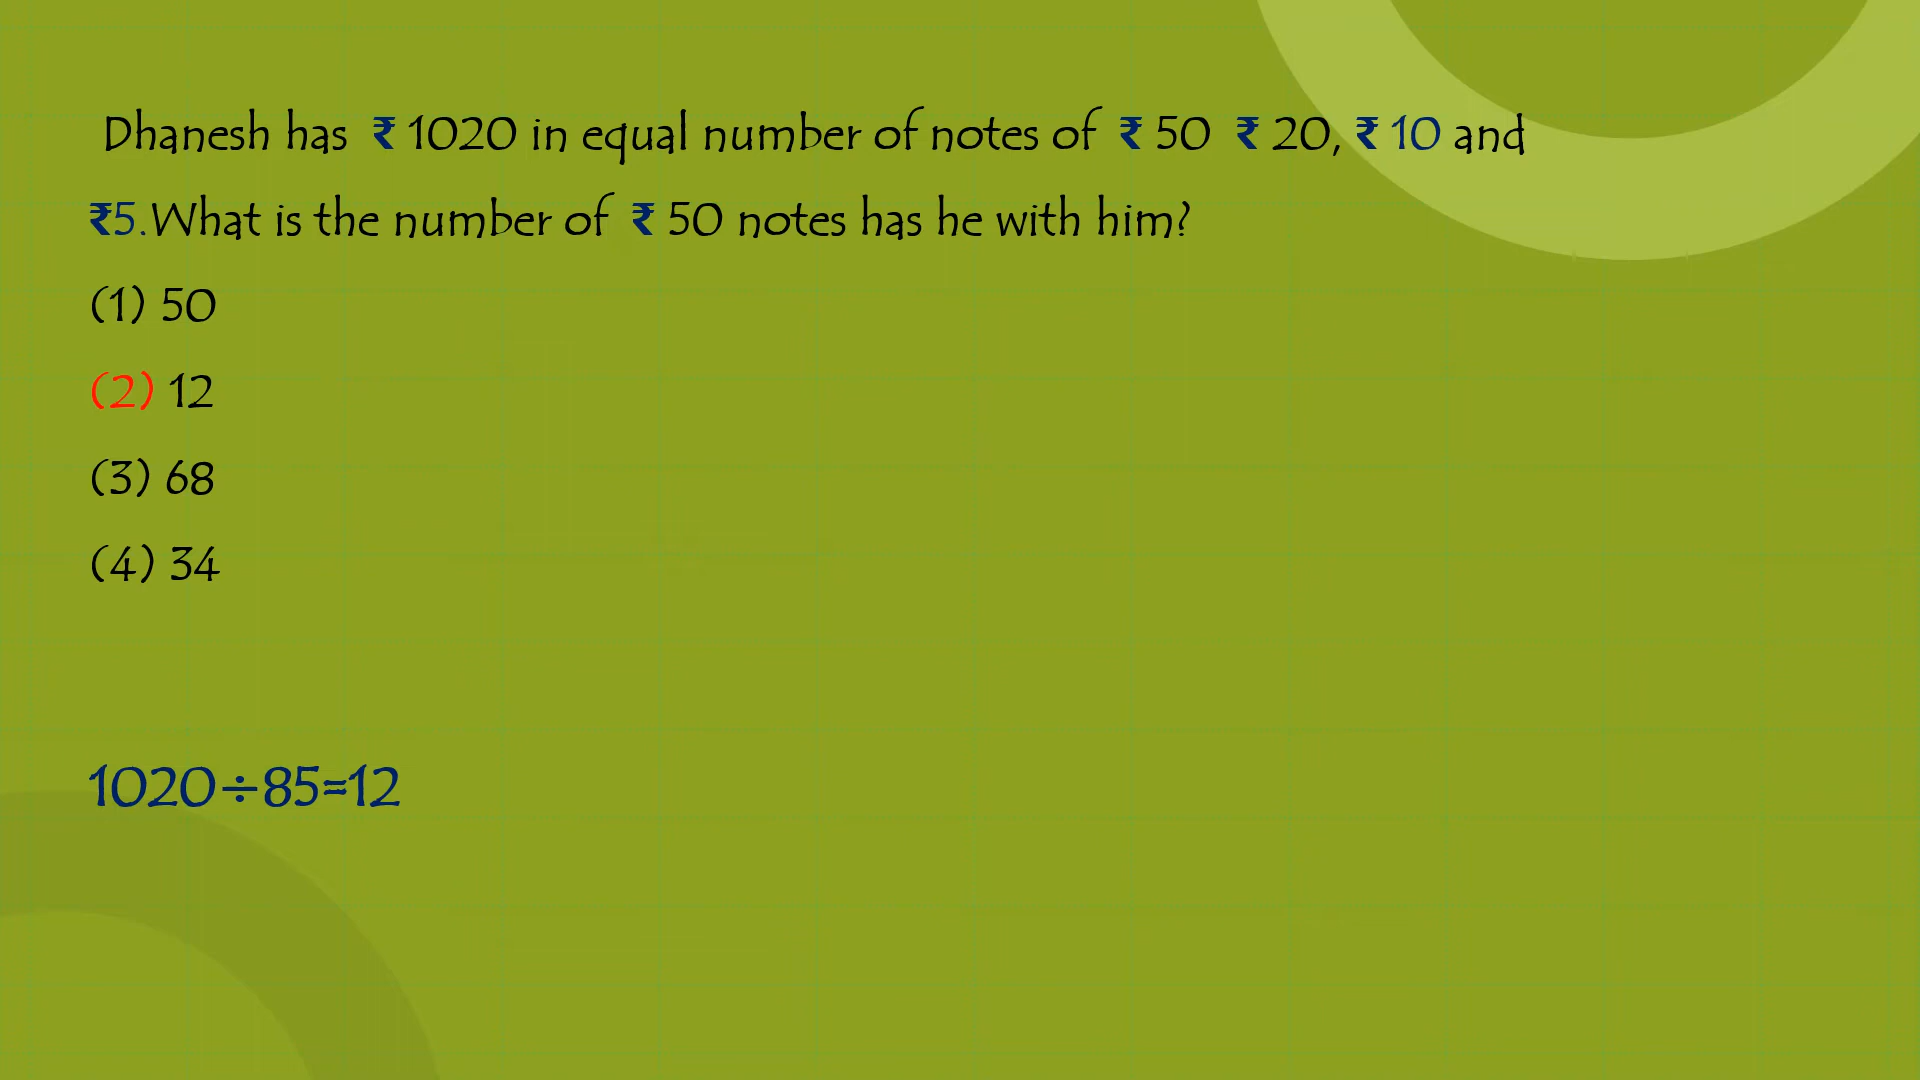 Dhanesh has ₹ 1020 in equal number of notes of ₹ 50 ₹ 20, ₹ 10 and
₹5.What is the number of ₹ 50 notes has he with him?
(1) 50
(2) 12
(3) 68
(4) 34
1020÷85=12